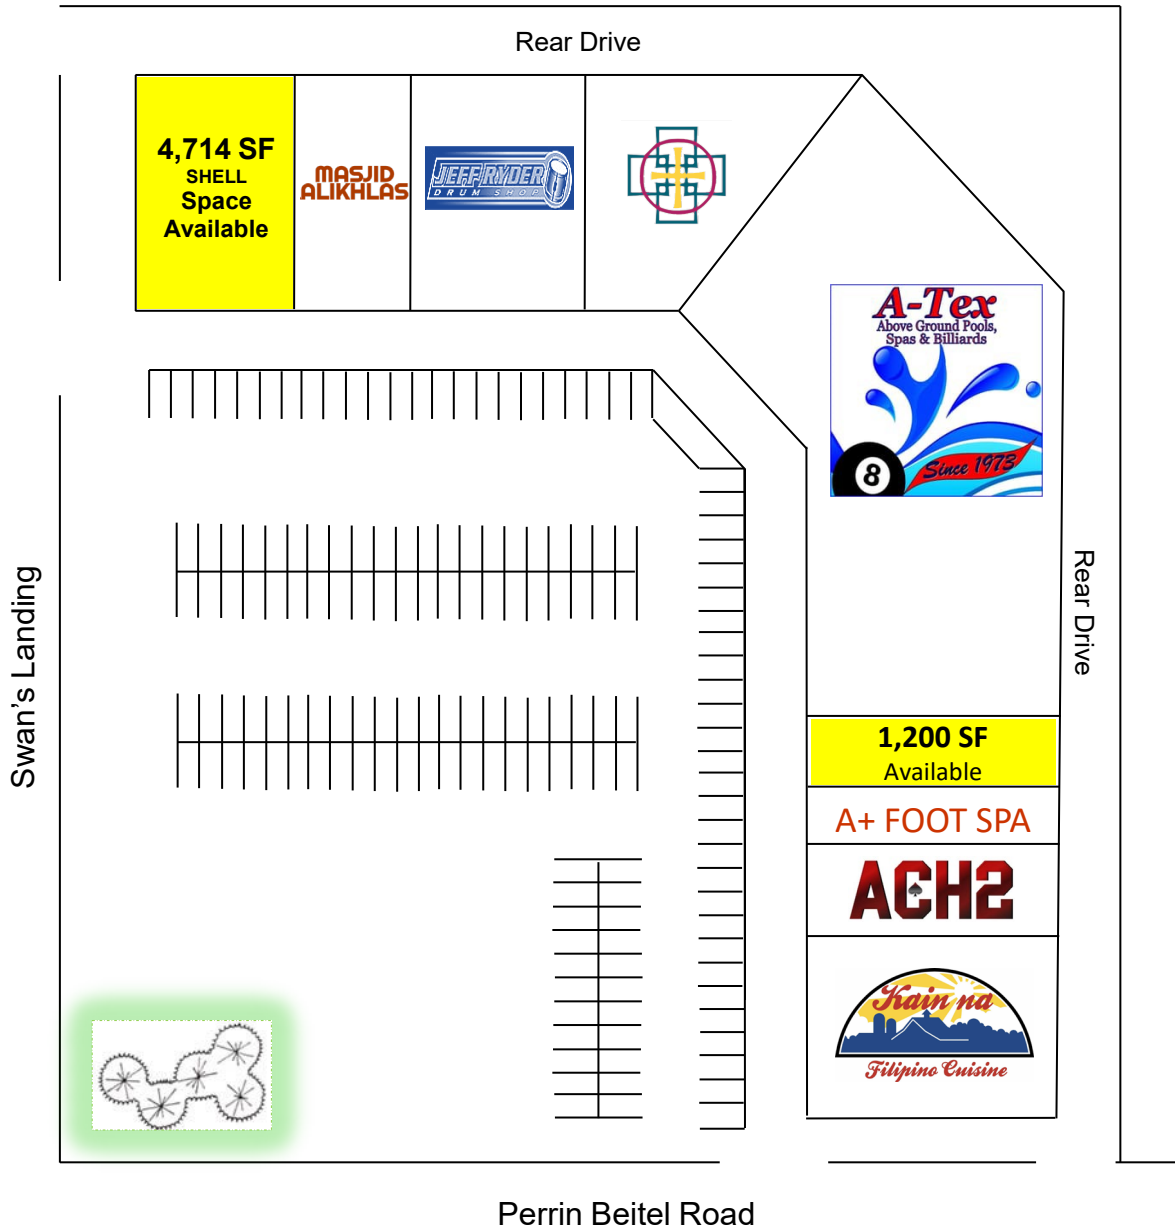 Rear Drive
4,714 SF
SHELL
Space
Available
MASJID
ALIKHLAS
JEFF RYDER
DRUM SHOP
A-Tex
Above Ground Pools,
Spas & Billiards
8
Since 1973
Rear Drive
Swan's Landing
1,200 SF
Available
A+ FOOT SPA
ACH2
Kain na
Filipino Cuisine
Perrin Beitel Road